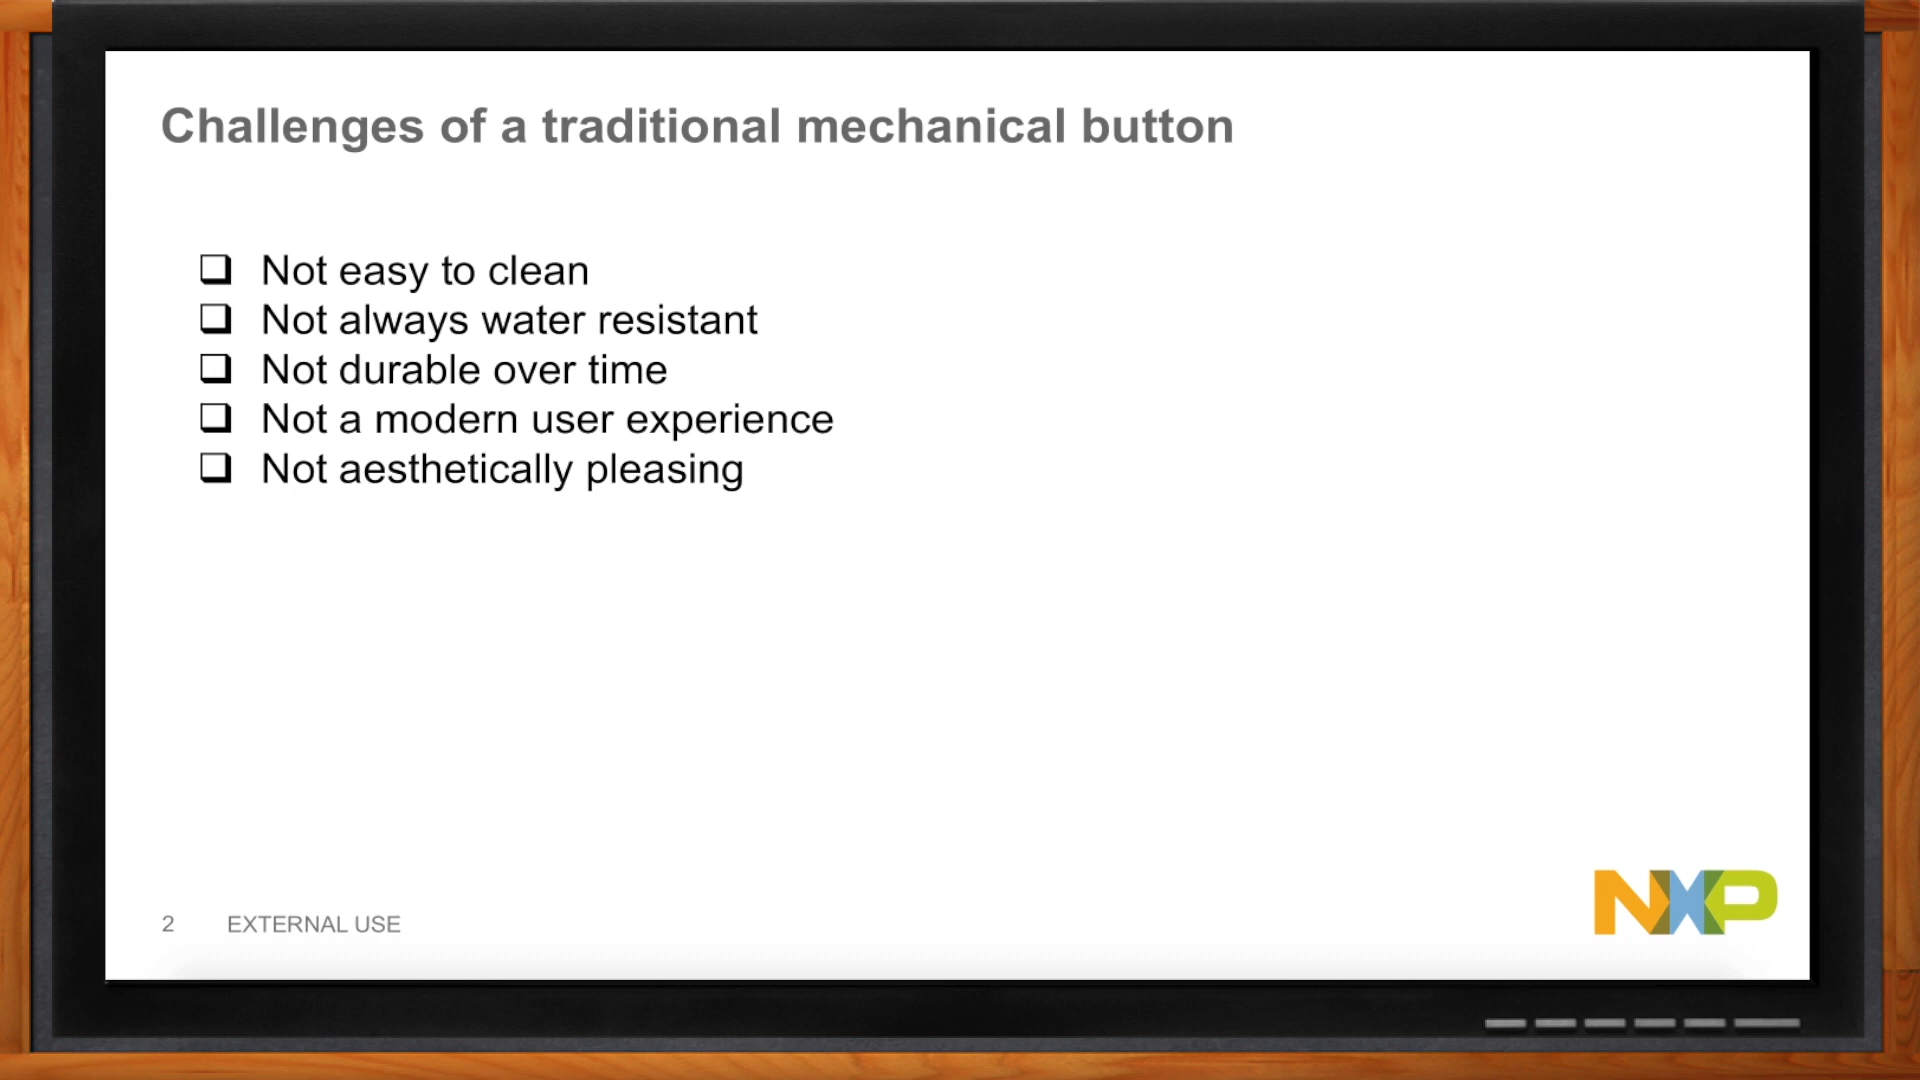 Challenges of a traditional mechanical button
Not easy to clean
Not always water resistant
Not durable over time
Not a modern user experience
Not aesthetically pleasing
NXP
2 EXTERNAL USE